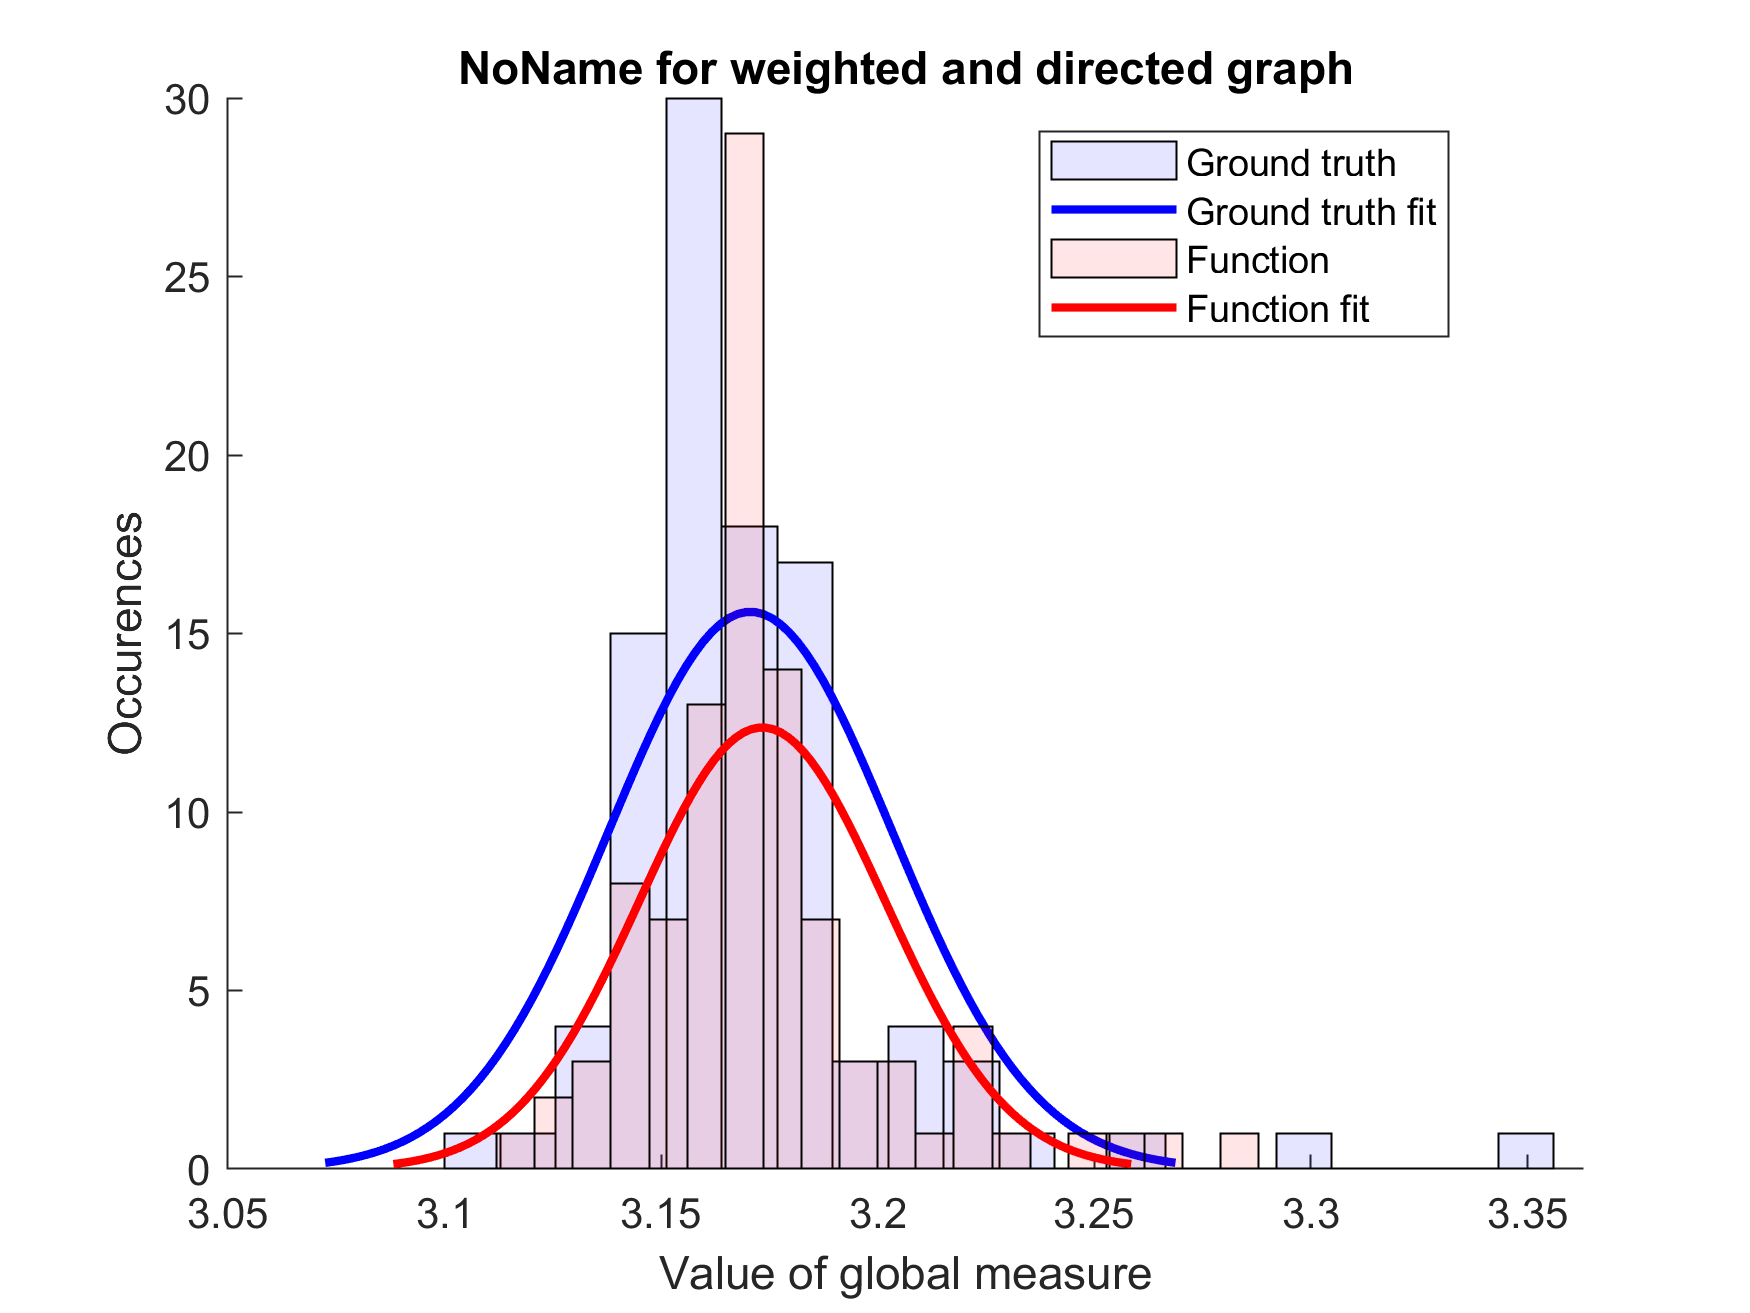 NoName for weighted and directed graph
30
25
20
15
10
5
0
Occurences
Ground truth
Ground truth fit
Function
Function fit
3.05 3.1 3.15 3.2 3.25 3.3 3.35
Value of global measure